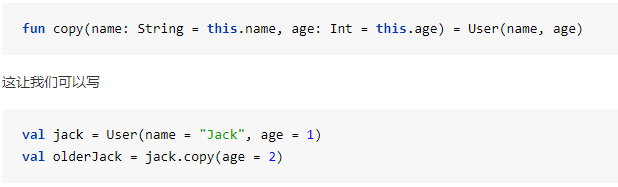 fun copy(name: String = this.name, age: Int = this.age) = User(name, age)
这让我们可以写
val jack = User(name = "Jack", age = 1)
val olderJack = jack.copy(age = 2)